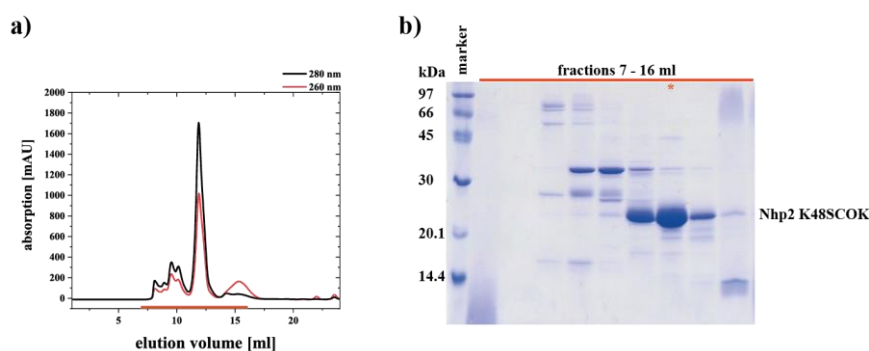 a)
280 nm
260 nm
2000
1800
1600
1400
1200
1000
800
600
400
200
0
absorption [mAU]
5 10 15 20
elution volume [ml]
b)
marker
fractions 7 - 16 ml
kDa
*
97
66
45
30
20.1
14.4
Nhp2 K48SCOK